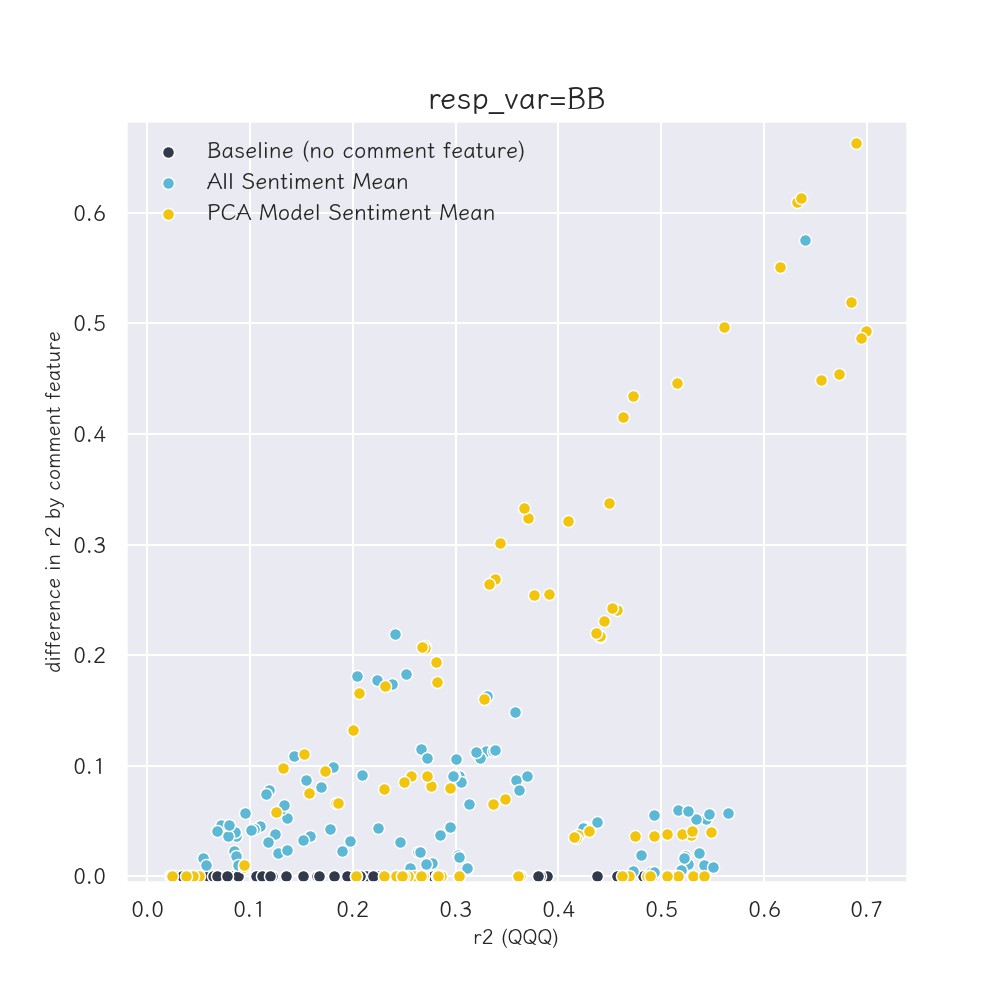 resp_var=BB
Baseline (no comment feature)
All Sentiment Mean
PCA Model Sentiment Mean
difference in r2 by comment feature
0.6
0.5
0.4
0.3
0.2
0.1
0.0
0.0 0.1 0.2 0.3 0.4 0.5 0.6 0.7
r2 (QQQ)